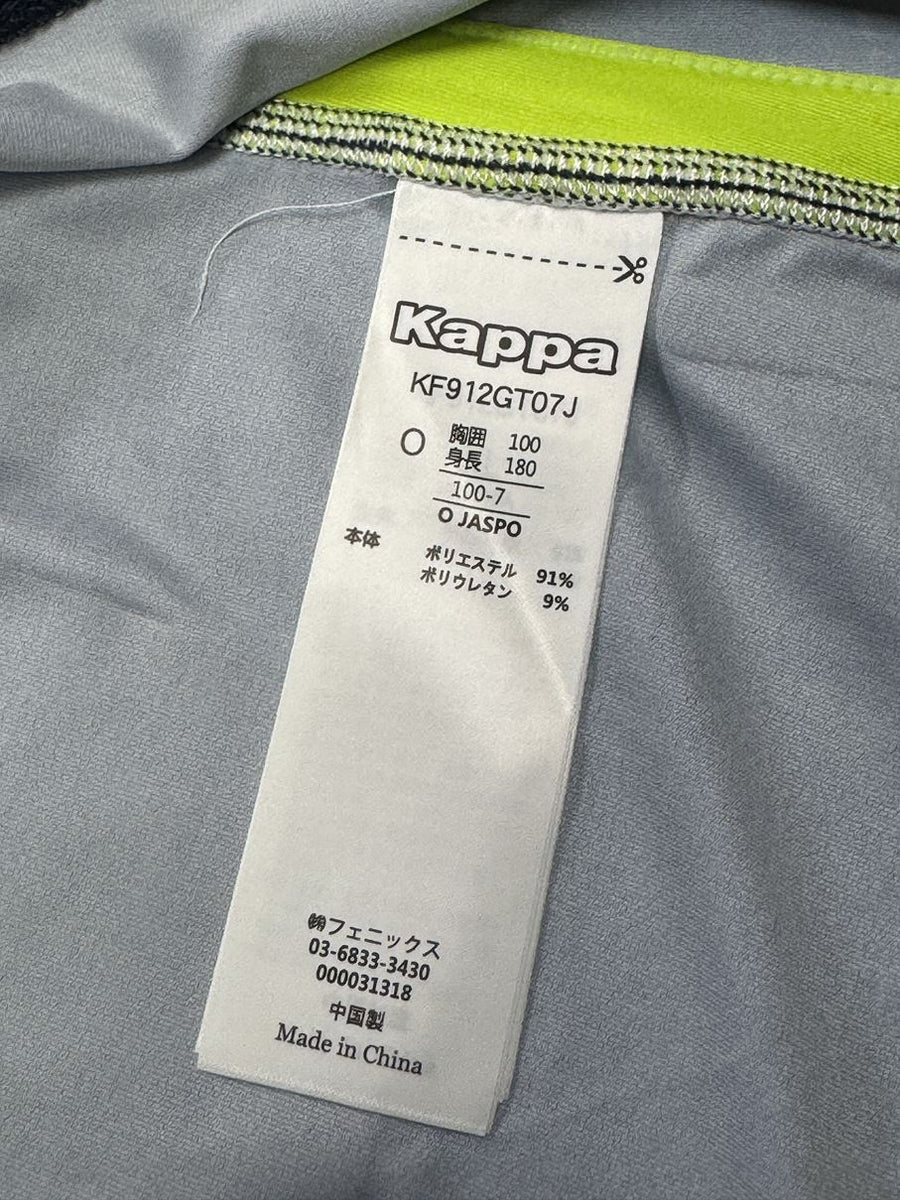 Kappa
KF912GT07J
O 胸囲 100
身長 180
100-7
O JASPO
本体 ポリエステル 91%
ポリウレタン 9%
㈱フェニックス
03-6833-3430
000031318
中国製
Made in China